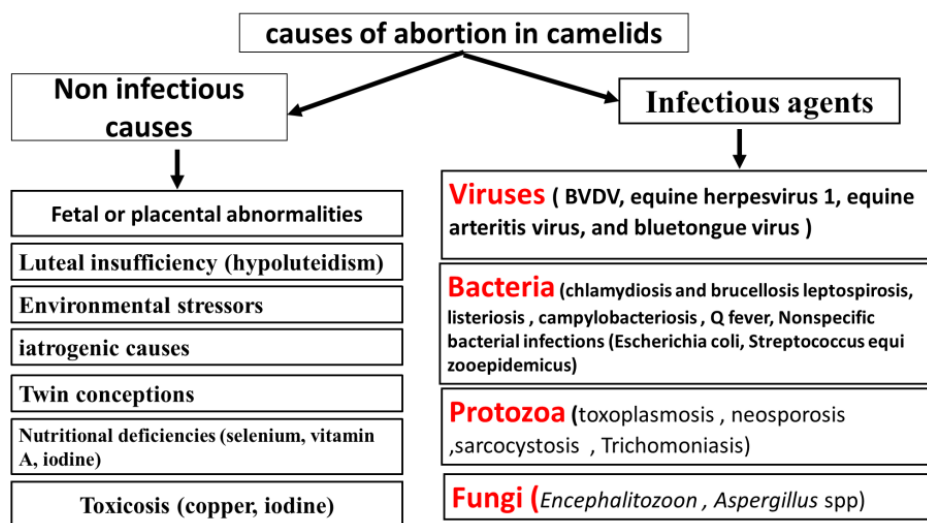 causes of abortion in camelids
Non infectious
causes
Fetal or placental abnormalities
Luteal insufficiency (hypoluteidism)
Environmental stressors
iatrogenic causes
Twin conceptions
Nutritional deficiencies (selenium, vitamin
A, iodine)
Toxicosis (copper, iodine)
Infectious agents
Viruses ( BVDV, equine herpesvirus 1, equine
arteritis virus, and bluetongue virus )
Bacteria (chlamydiosis and brucellosis leptospirosis,
listeriosis , campylobacteriosis , Q fever, Nonspecific
bacterial infections (Escherichia coli, Streptococcus equi
zooepidemicus)
Protozoa (toxoplasmosis , neosporosis
,sarcocystosis , Trichomoniasis)
Fungi (Encephalitozoon , Aspergillus spp)